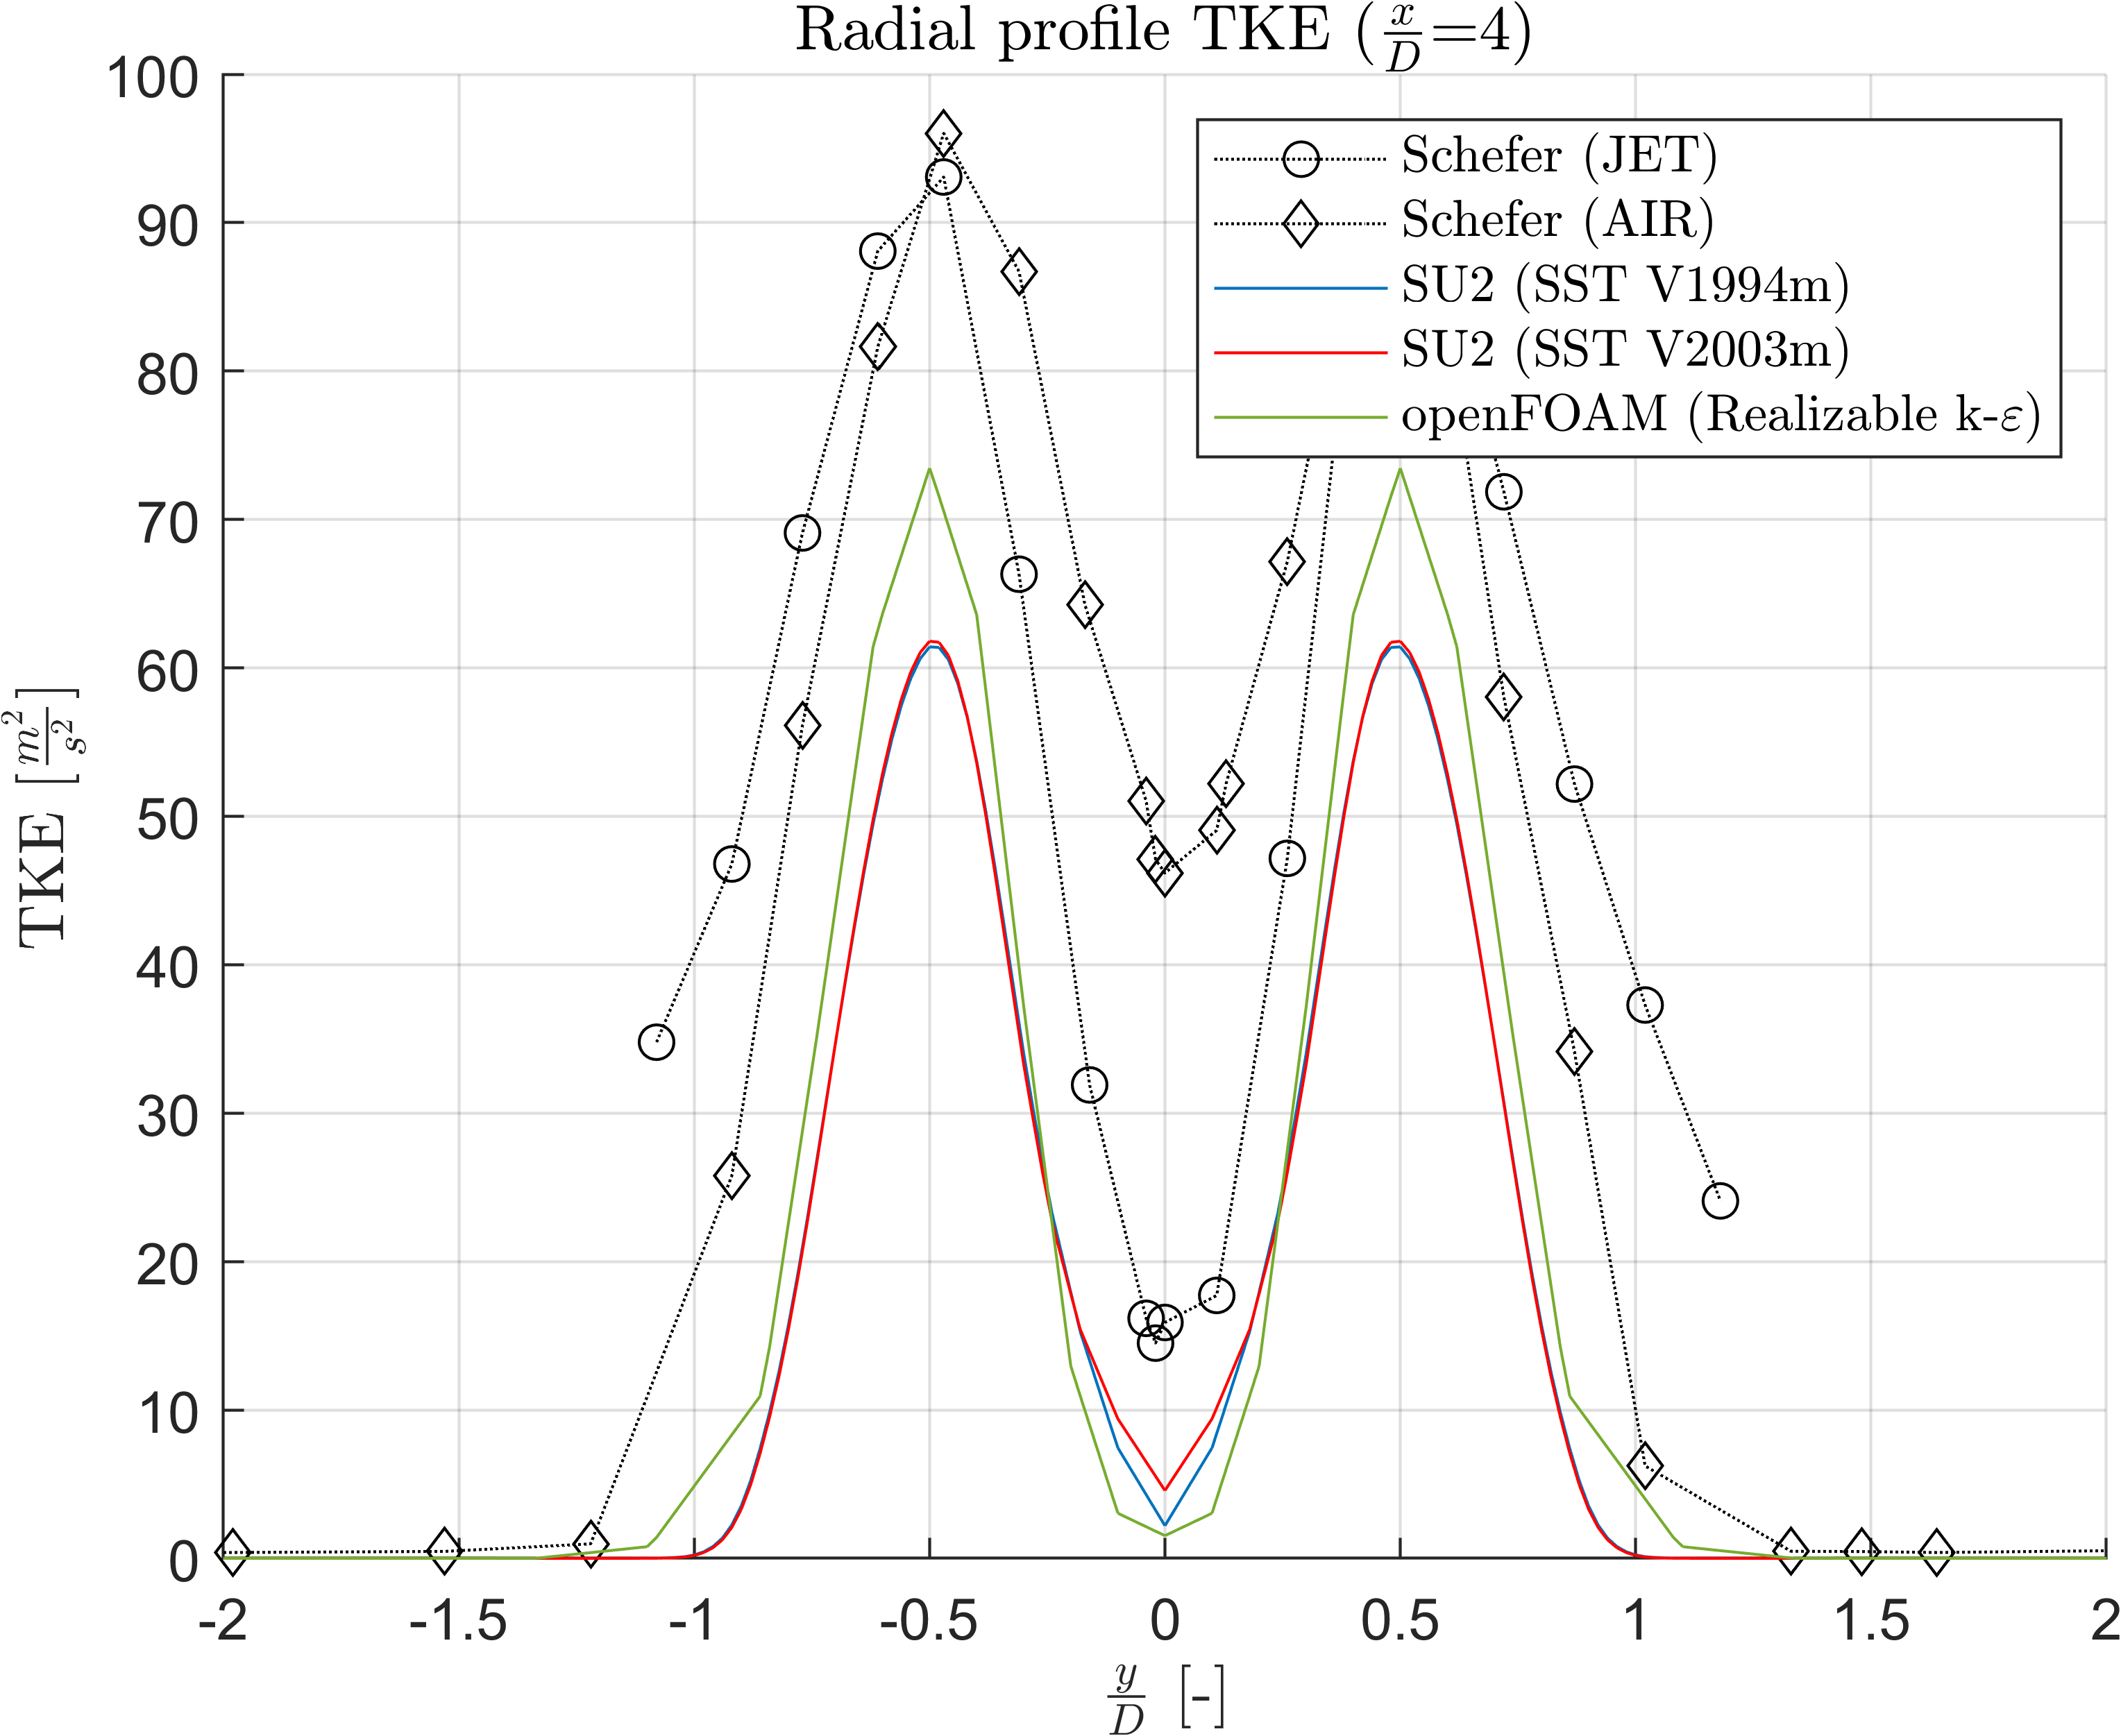 Radial profile TKE (x/D=4)
100
90
80
70
60
50
40
30
20
10
0
TKE [m²/s²]
Schefer (JET)
Schefer (AIR)
SU2 (SST V1994m)
SU2 (SST V2003m)
openFOAM (Realizable k-ε)
-2 -1.5 -1 -0.5 0 0.5 1 1.5 2
y/D [-]